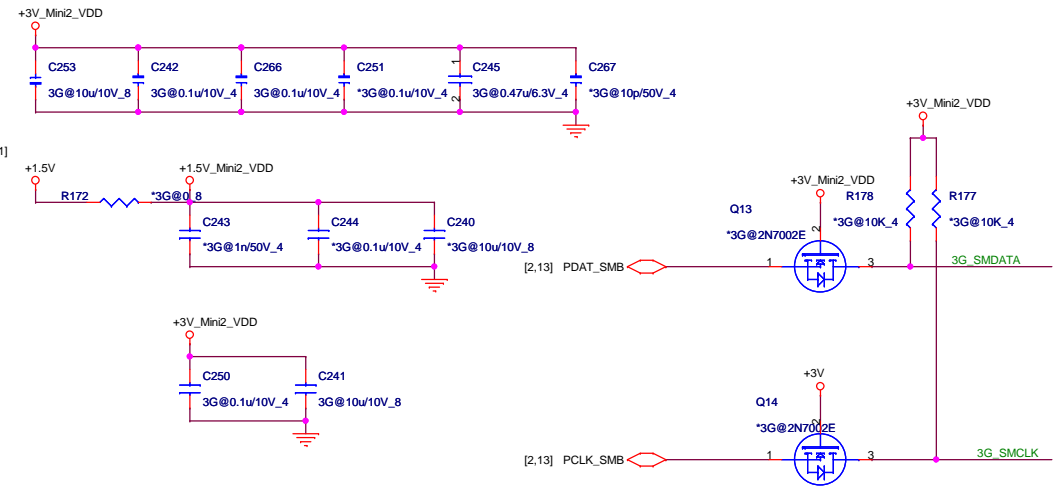 +3V_Mini2_VDD
C253
3G@10u/10V_8
C242
3G@0.1u/10V_4
C266
3G@0.1u/10V_4
C251
*3G@0.1u/10V_4
1
C245
2
3G@0.47u/6.3V_4
C267
*3G@10p/50V_4
1]
+1.5V
R172
*3G@0_8
+1.5V_Mini2_VDD
C243
*3G@1n/50V_4
C244
*3G@0.1u/10V_4
C240
*3G@10u/10V_8
+3V_Mini2_VDD
C250
3G@0.1u/10V_4
C241
3G@10u/10V_8
+3V_Mini2_VDD
+3V_Mini2_VDD
R178
*3G@10K_4
R177
*3G@10K_4
Q13
*3G@2N7002E
2
[2,13] PDAT_SMB
1
3
3G_SMDATA
+3V
Q14
*3G@2N7002E
2
[2,13] PCLK_SMB
1
3
3G_SMCLK